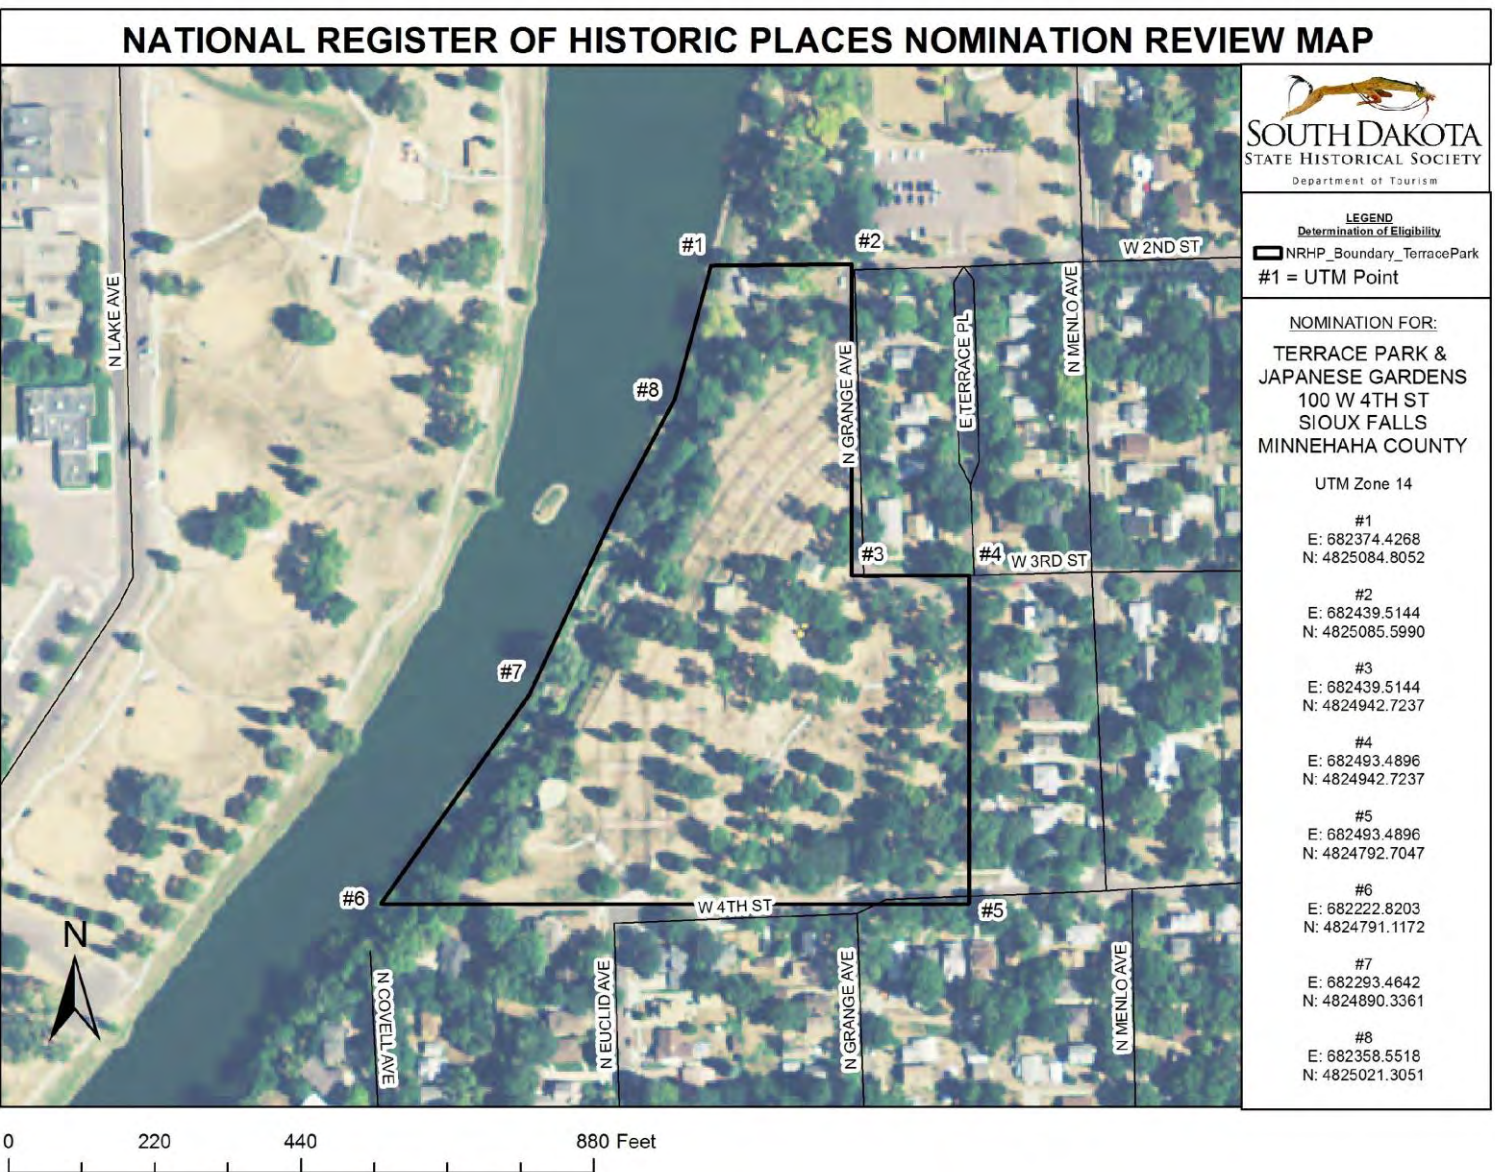 NATIONAL REGISTER OF HISTORIC PLACES NOMINATION REVIEW MAP
SOUTH DAKOTA
STATE HISTORICAL SOCIETY
Department of Tourism
LEGEND
Determination of Eligibility
NRHP_Boundary_TerracePark
#1 = UTM Point
NOMINATION FOR:
TERRACE PARK &
JAPANESE GARDENS
100 W 4TH ST
SIOUX FALLS
MINNEHAHA COUNTY
UTM Zone 14
#1
E: 682374.4268
N: 4825084.8052
#2
E: 682439.5144
N: 4825085.5990
#3
E: 682439.5144
N: 4824942.7237
#4
E: 682493.4896
N: 4824942.7237
#5
E: 682493.4896
N: 4824792.7047
#6
E: 682222.8203
N: 4824791.1172
#7
E: 682293.4642
N: 4824890.3361
#8
E: 682358.5518
N: 4825021.3051
#1
#2
W 2ND ST
N LAKE AVE
N GRANGE AVE
E TERRACE PL
N MENLO AVE
#8
#3
#4
W 3RD ST
#7
#6
W 4TH ST
#5
N
N COVELL AVE
N EUCLID AVE
N GRANGE AVE
N MENLO AVE
0 220 440 880 Feet